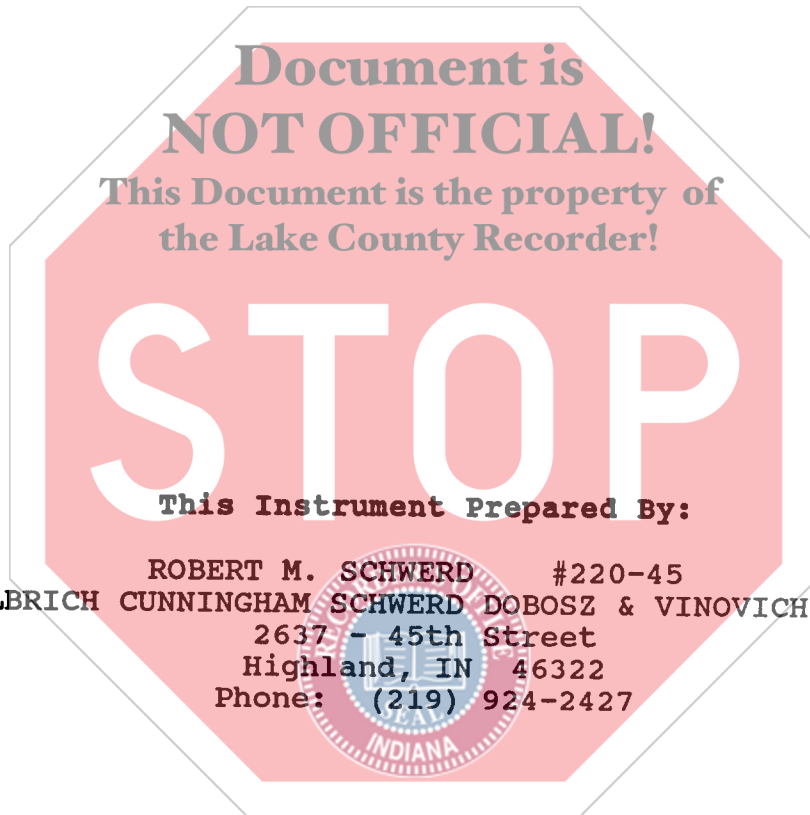 Document is
NOT OFFICIAL!
This Document is the property of
the Lake County Recorder!
STOP
This Instrument Prepared By:
ROBERT M. SCHWERD #220-45
CUNNINGHAM SCHWERD DOBOSZ & VINOVICH
2637 - 45th Street
Highland, IN 46322
Phone: (219) 924-2427
SEAL
INDIANA